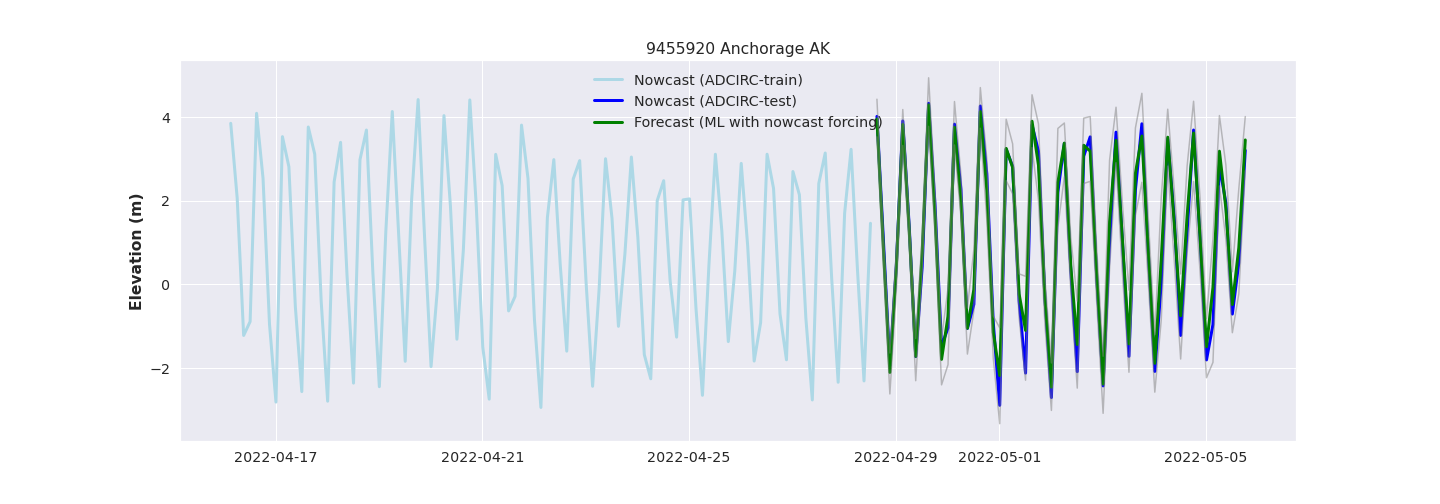 9455920 Anchorage AK
Nowcast (ADCIRC-train)
Nowcast (ADCIRC-test)
Forecast (ML with nowcast forcing)
Elevation (m)
4
2
0
−2
2022-04-17 2022-04-21 2022-04-25 2022-04-29 2022-05-01 2022-05-05